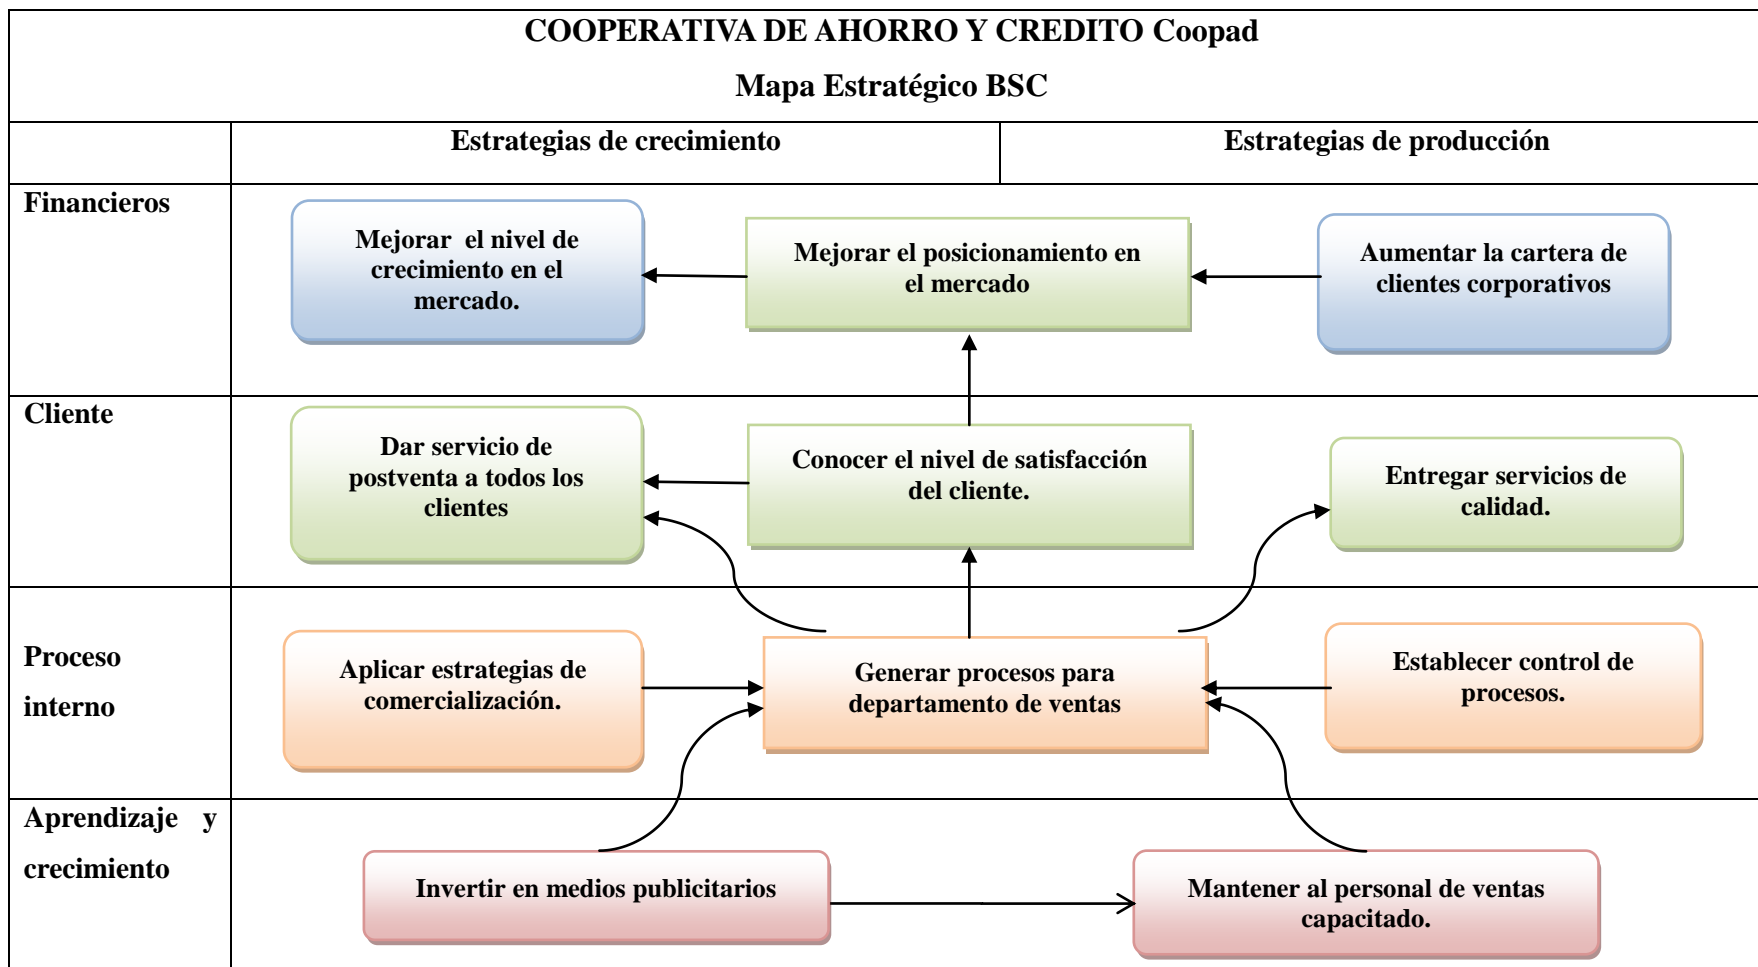 COOPERATIVA DE AHORRO Y CREDITO Coopad
Mapa Estratégico BSC
Estrategias de crecimiento
Estrategias de producción
Financieros
Mejorar el nivel de
crecimiento en el
mercado.
Mejorar el posicionamiento en
el mercado
Aumentar la cartera de
clientes corporativos
Cliente
Dar servicio de
postventa a todos los
clientes
Conocer el nivel de satisfacción
del cliente.
Entregar servicios de
calidad.
Proceso
interno
Aplicar estrategias de
comercialización.
Generar procesos para
departamento de ventas
Establecer control de
procesos.
Aprendizaje y
crecimiento
Invertir en medios publicitarios
Mantener al personal de ventas
capacitado.